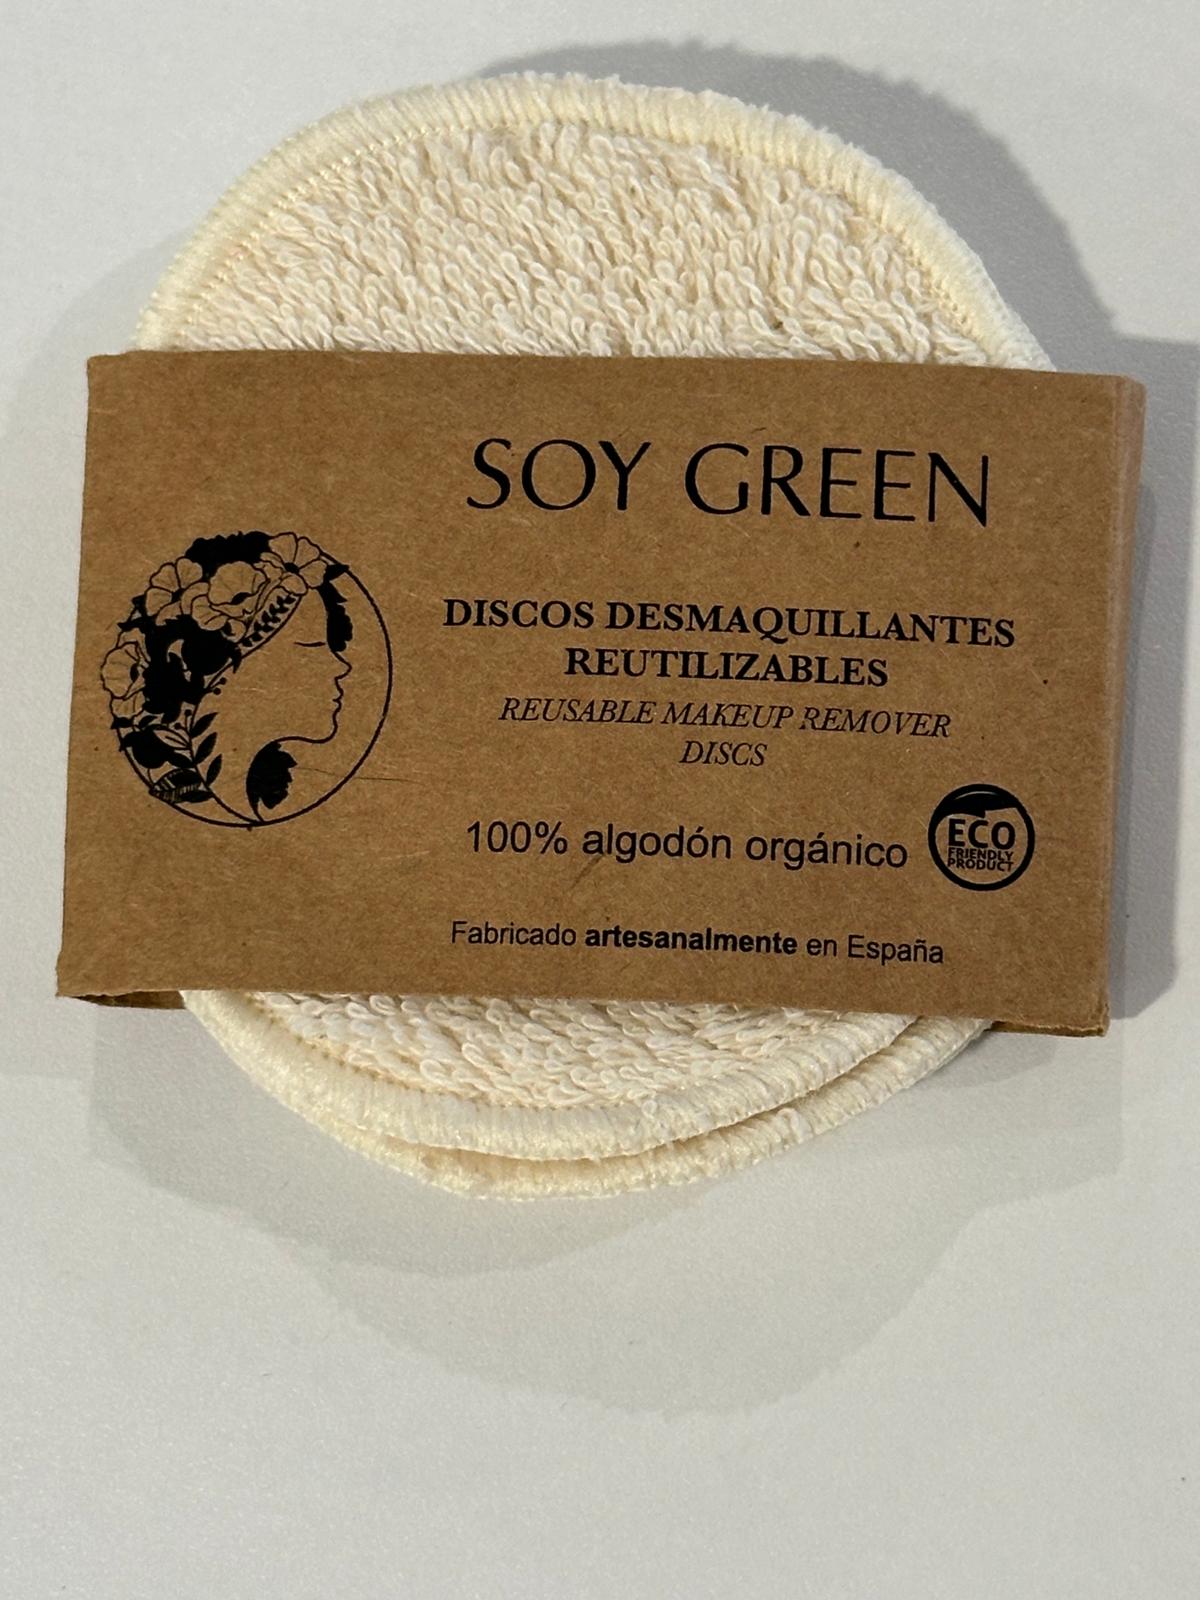 SOY GREEN
DISCOS DESMAQUILLANTES
REUTILIZABLES
REUSABLE MAKEUP REMOVER
DISCS
100% algodón orgánico
ECO
FRIENDLY
PRODUCT
Fabricado artesanalmente en España